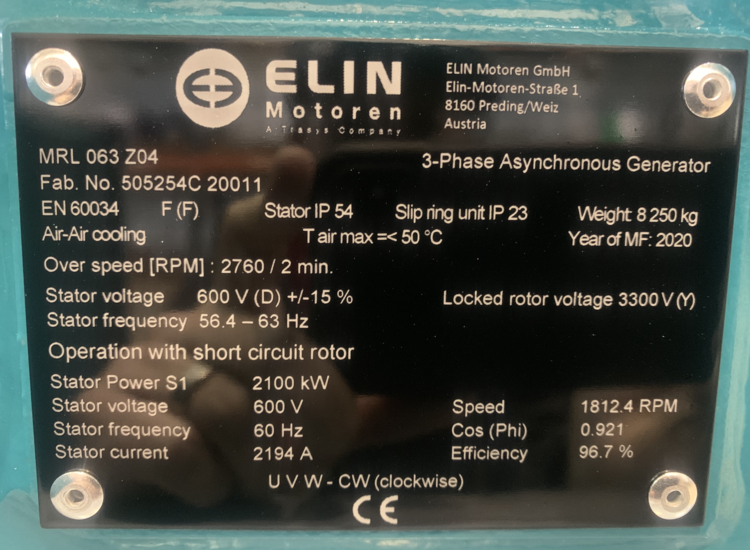 ELIN
Motoren
A Traxys Company
ELIN Motoren GmbH
Elin-Motoren-Straße 1
8160 Preding/Weiz
Austria
MRL 063 Z04
3-Phase Asynchronous Generator
Fab. No. 505254C 20011
EN 60034 F (F) Stator IP 54 Slip ring unit IP 23 Weight: 8 250 kg
Air-Air cooling T air max =< 50 °C Year of MF: 2020
Over speed [RPM] : 2760 / 2 min.
Stator voltage 600 V (D) +/-15 % Locked rotor voltage 3300 V (Y)
Stator frequency 56.4 – 63 Hz
Operation with short circuit rotor
Stator Power S1 2100 kW
Stator voltage 600 V Speed 1812.4 RPM
Stator frequency 60 Hz Cos (Phi) 0.921
Stator current 2194 A Efficiency 96.7 %
U V W - CW (clockwise)
CE